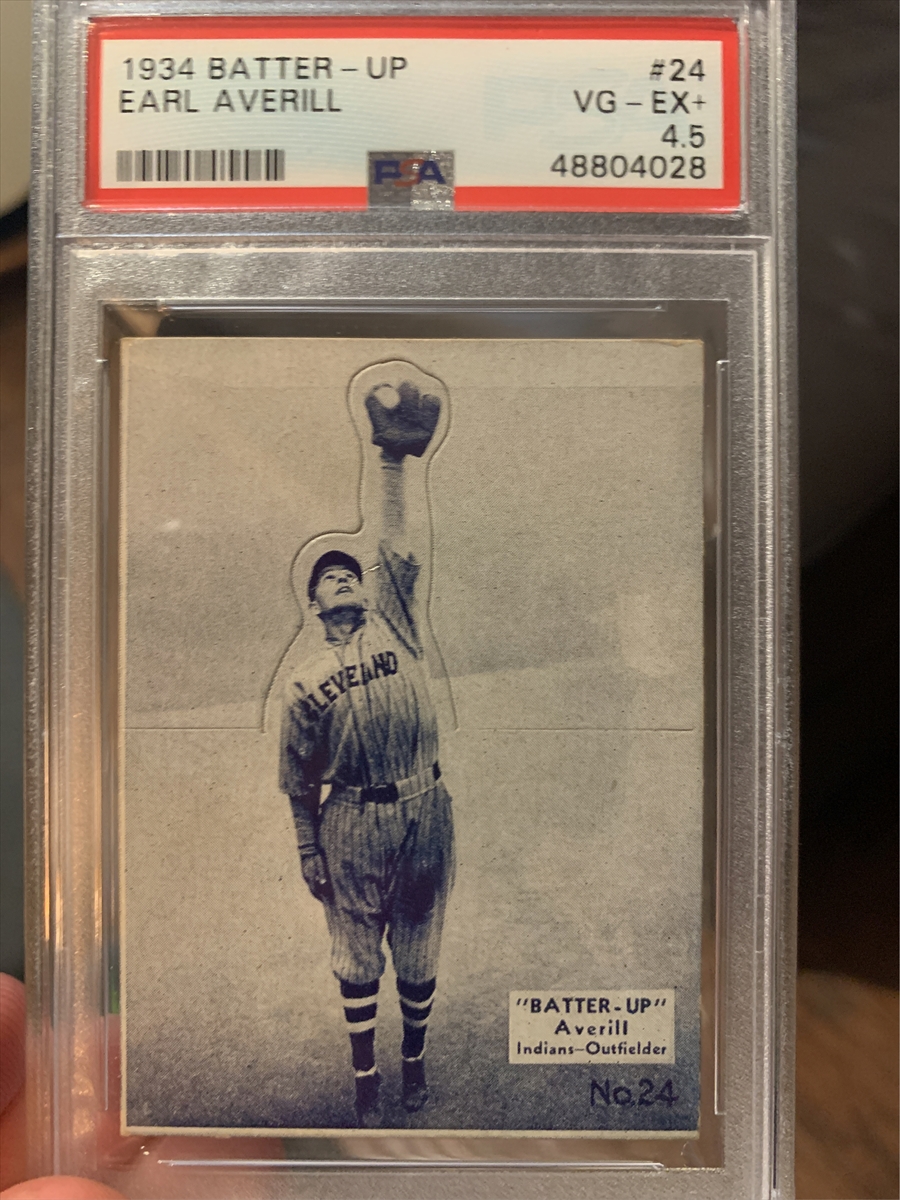 1934 BATTER-UP #24
EARL AVERILL VG-EX+
4.5
48804028
PSA
CLEVELAND
"BATTER-UP"
Averill
Indians-Outfielder
No.24